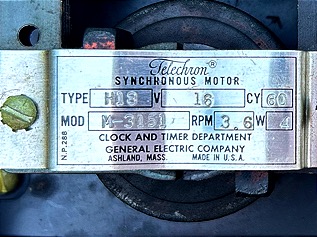 Telechron®
SYNCHRONOUS MOTOR
TYPE H18 V 16 CY 60
MOD M-3151 RPM 3.6 W 4
CLOCK AND TIMER DEPARTMENT
GENERAL ELECTRIC COMPANY
ASHLAND, MASS. MADE IN U.S.A.
N.P. 288